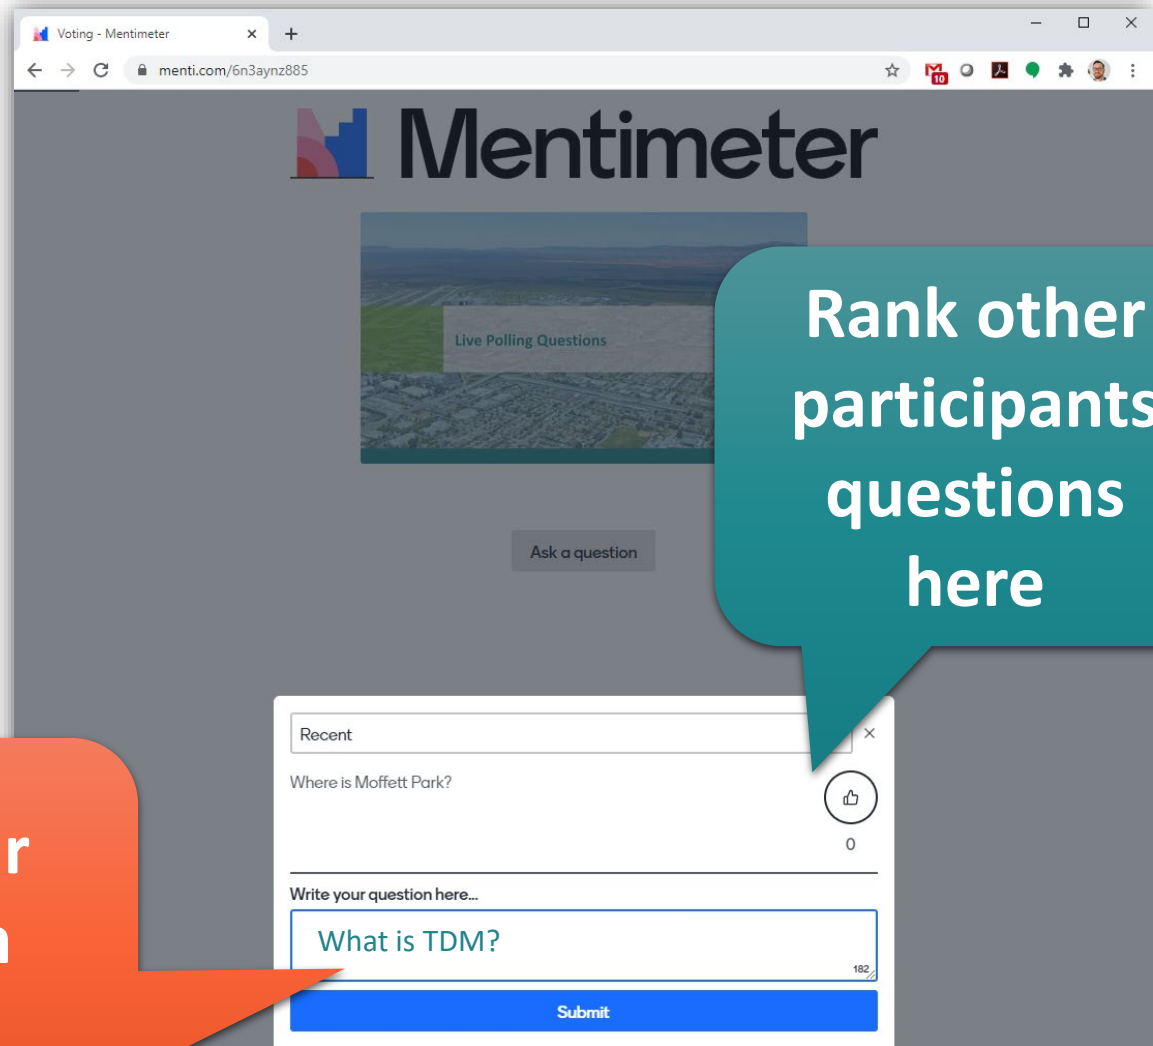 Voting - Mentimeter
menti.com/6n3aynz885
10
Mentimeter
Live Polling Questions
Rank other
participants
questions
here
Ask a question
Recent
Where is Moffett Park?
0
Write your question here...
What is TDM?
182
Submit